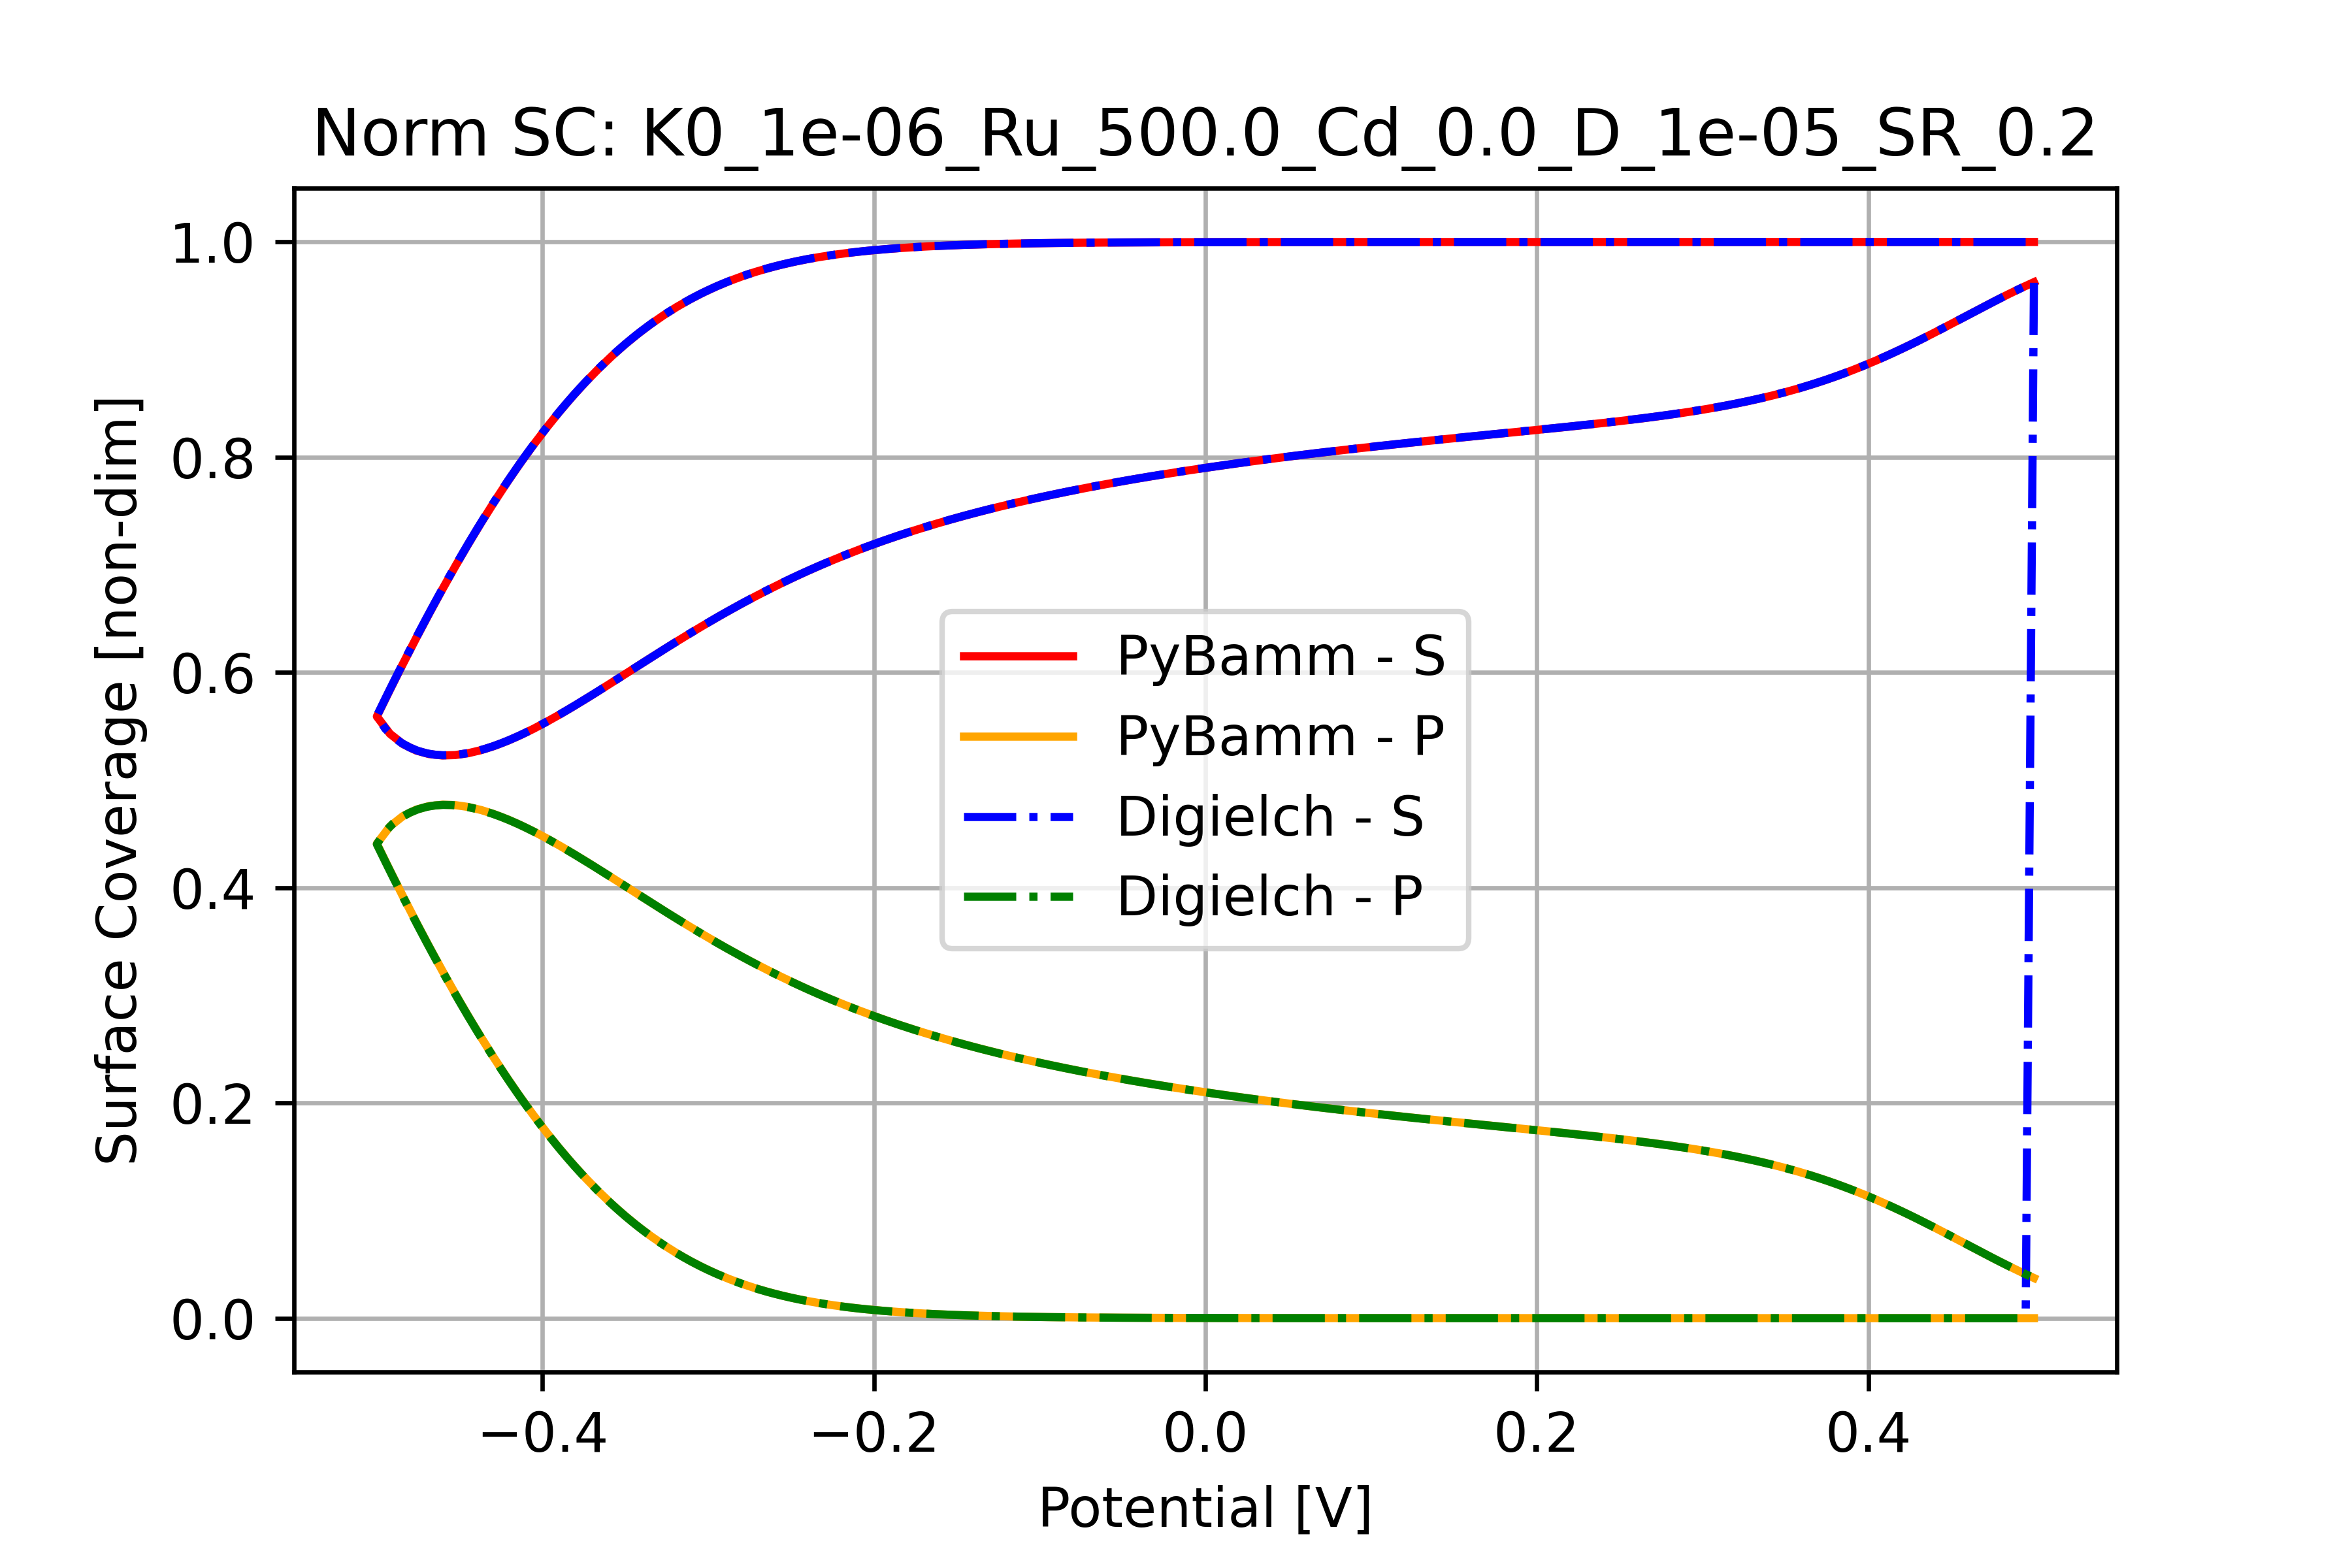 Norm SC: K0_1e-06_Ru_500.0_Cd_0.0_D_1e-05_SR_0.2
Surface Coverage [non-dim]
1.0
0.8
0.6
0.4
0.2
0.0
PyBamm - S
PyBamm - P
Digielch - S
Digielch - P
−0.4
−0.2
0.0
0.2
0.4
Potential [V]